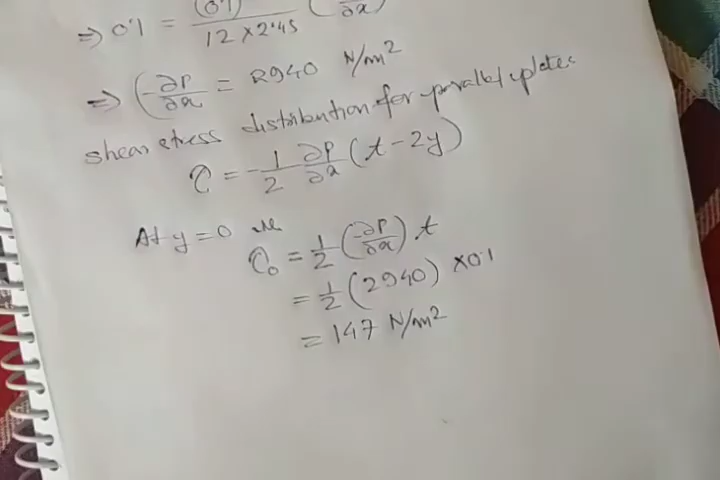 ⇒ 0.1 = (0.1) / 12 × 2.45 ( / ∂x)
⇒ (-∂P/∂x = 2940 N/m²
shear stress distribution for parallel plates
τ = -1/2 ∂P/∂x (t - 2y)
At y = 0
τ₀ = 1/2 (-∂P/∂x) t
= 1/2 (2940) × 0.1
= 147 N/m²